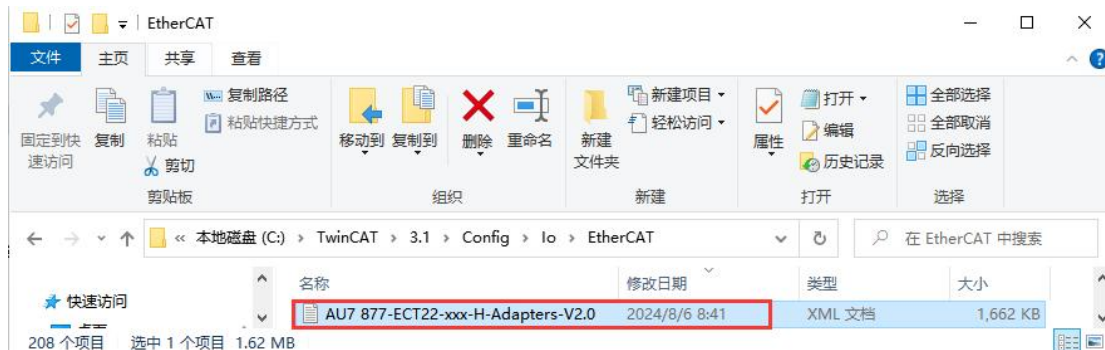 EtherCAT
文件 主页 共享 查看
固定到快速访问
复制
粘贴
复制路径
粘贴快捷方式
剪切
剪贴板
移动到 复制到 删除 重命名
组织
新建文件夹
新建项目
轻松访问
新建
属性
打开
编辑
历史记录
打开
全部选择
全部取消
反向选择
选择
« 本地磁盘 (C:) › TwinCAT › 3.1 › Config › Io › EtherCAT
在 EtherCAT 中搜索
名称 修改日期 类型 大小
快速访问
AU7 877-ECT22-xxx-H-Adapters-V2.0 2024/8/6 8:41 XML 文档 1,662 KB
208 个项目 选中 1 个项目 1.62 MB